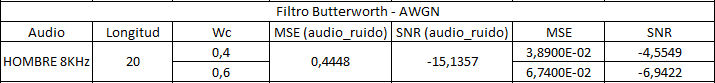 Filtro Butterworth - AWGN
Audio Longitud Wc MSE (audio_ruido) SNR (audio_ruido) MSE SNR
HOMBRE 8KHz 20 0,4 0,4448 -15,1357 3,8900E-02 -4,5549
0,6 6,7400E-02 -6,9422